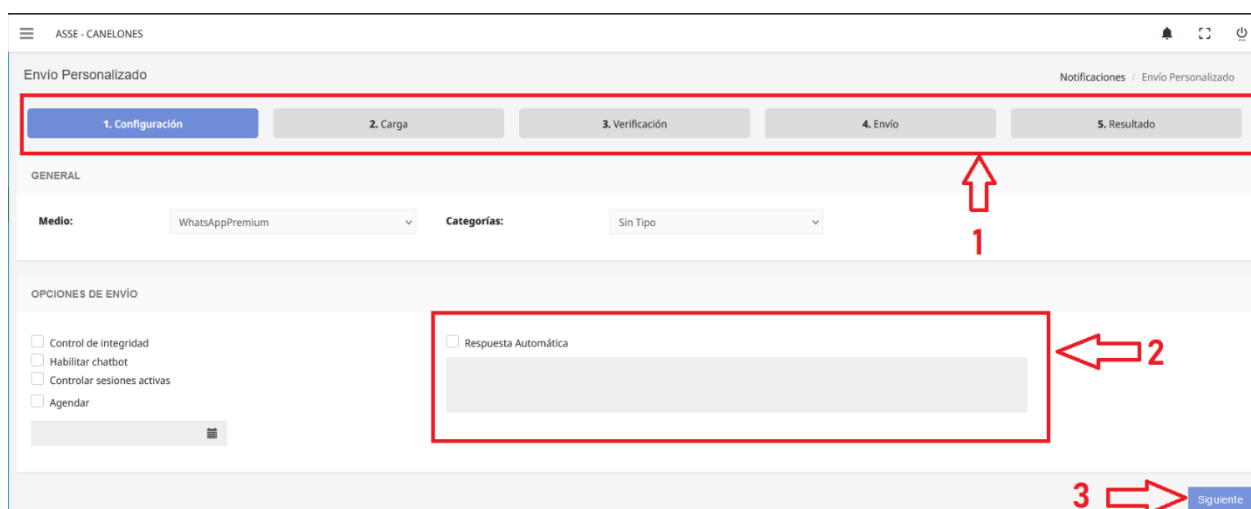 ASSE - CANELONES
Envío Personalizado
Notificaciones / Envío Personalizado
1. Configuración 2. Carga 3. Verificación 4. Envío 5. Resultado
GENERAL
1
Medio: WhatsAppPremium Categorías: Sin Tipo
OPCIONES DE ENVÍO
Control de integridad
Habilitar chatbot
Controlar sesiones activas
Agendar
Respuesta Automática
2
3
Siguiente